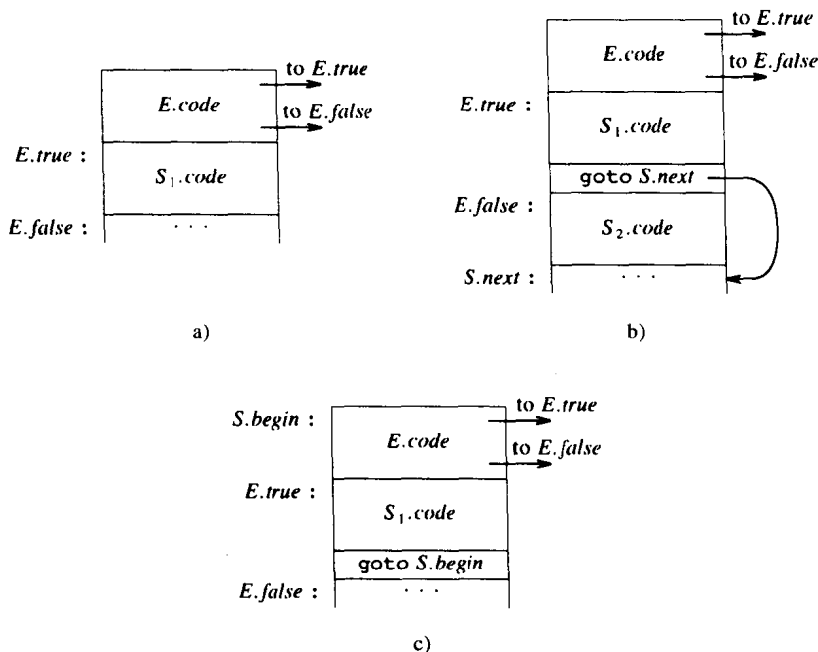 to E.true
E.code
to E.false
E.true :
S₁.code
E.false :
. . .
a)
to E.true
E.code
to E.false
E.true :
S₁.code
goto S.next
E.false :
S₂.code
S.next :
. . .
b)
S.begin :
to E.true
E.code
to E.false
E.true :
S₁.code
goto S.begin
E.false :
. . .
c)